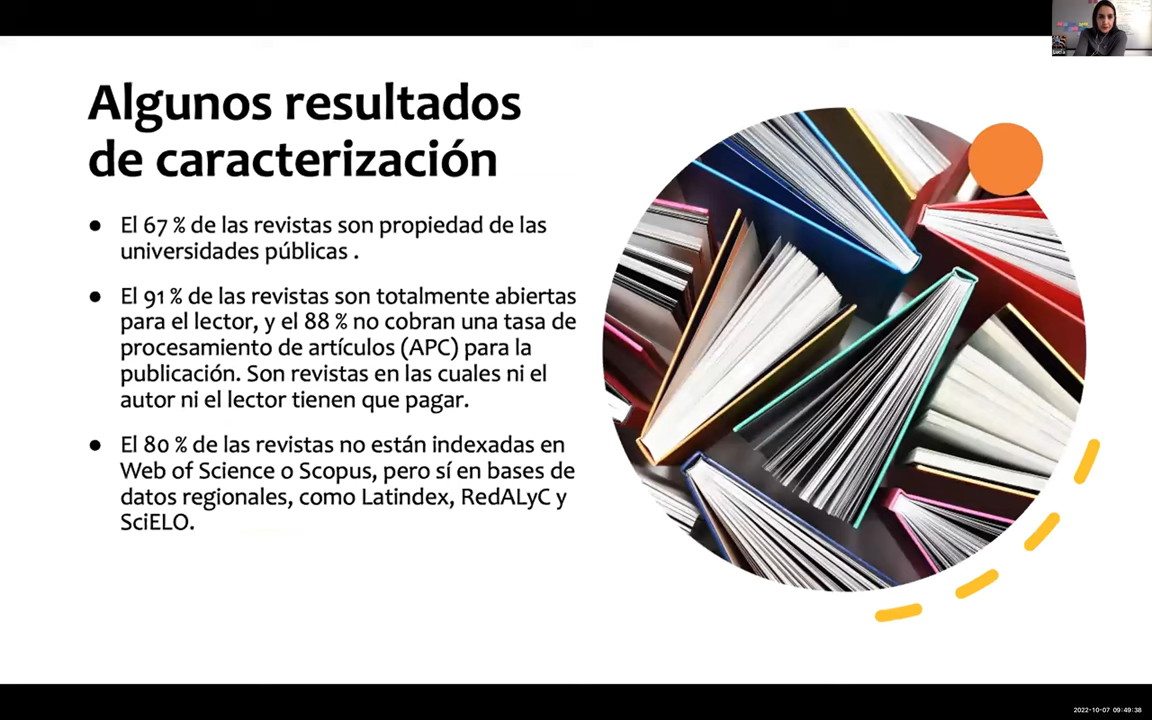 Algunos resultados
de caracterización
● El 67 % de las revistas son propiedad de las
universidades públicas .
● El 91 % de las revistas son totalmente abiertas
para el lector, y el 88 % no cobran una tasa de
procesamiento de artículos (APC) para la
publicación. Son revistas en las cuales ni el
autor ni el lector tienen que pagar.
● El 80 % de las revistas no están indexadas en
Web of Science o Scopus, pero sí en bases de
datos regionales, como Latindex, RedALyC y
SciELO.
2022-10-07 09:49:38